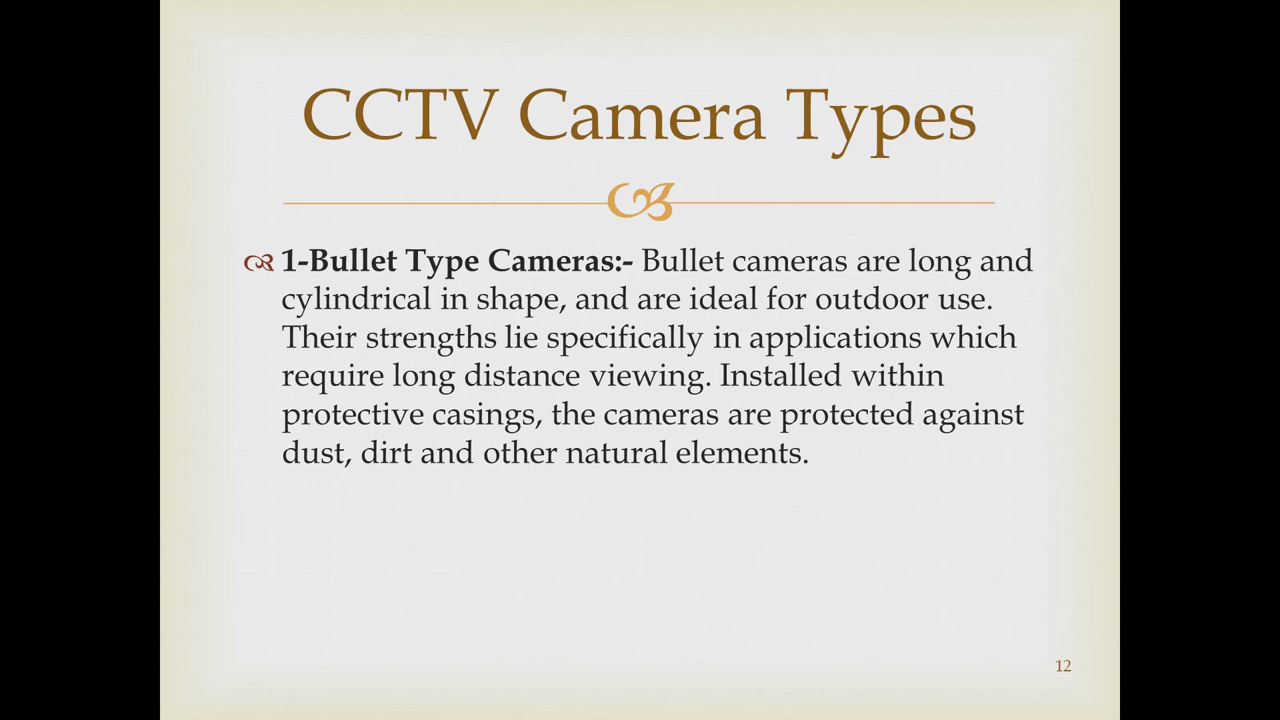 CCTV Camera Types
1-Bullet Type Cameras:- Bullet cameras are long and
cylindrical in shape, and are ideal for outdoor use.
Their strengths lie specifically in applications which
require long distance viewing. Installed within
protective casings, the cameras are protected against
dust, dirt and other natural elements.
12